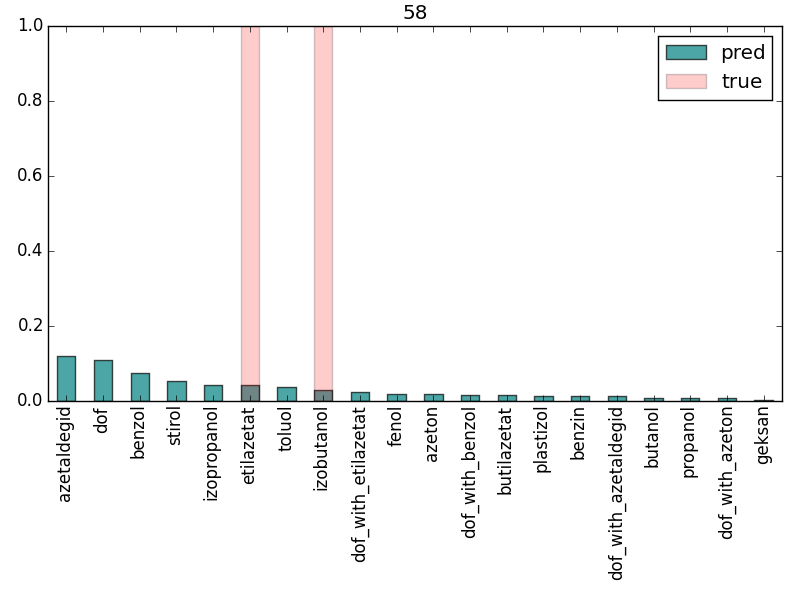 58
1.0
0.8
0.6
0.4
0.2
0.0
pred
true
azetaldegid
dof
benzol
stirol
izopropanol
etilazetat
toluol
izobutanol
dof_with_etilazetat
fenol
azeton
dof_with_benzol
butilazetat
plastizol
benzin
dof_with_azetaldegid
butanol
propanol
dof_with_azeton
geksan